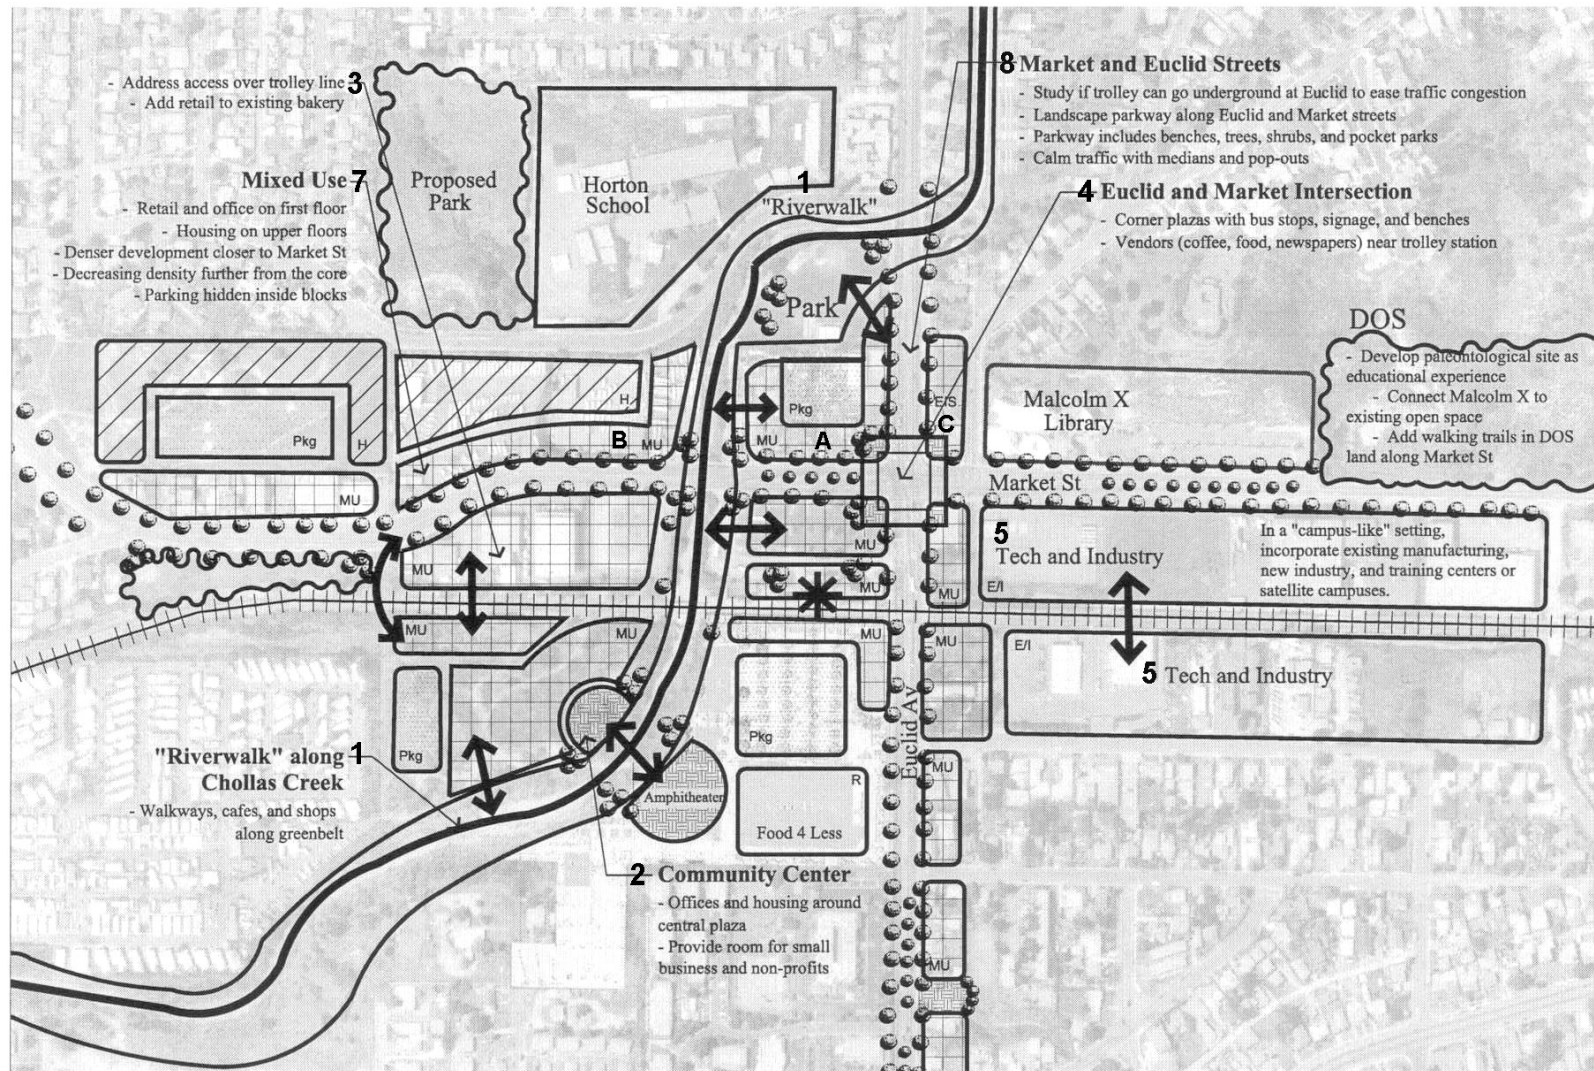 - Address access over trolley line 3
- Add retail to existing bakery
Mixed Use 7
- Retail and office on first floor
- Housing on upper floors
- Denser development closer to Market St
- Decreasing density further from the core
- Parking hidden inside blocks
Proposed
Park
Horton
School
1
"Riverwalk"
8 Market and Euclid Streets
- Study if trolley can go underground at Euclid to ease traffic congestion
- Landscape parkway along Euclid and Market streets
- Parkway includes benches, trees, shrubs, and pocket parks
- Calm traffic with medians and pop-outs
4 Euclid and Market Intersection
- Corner plazas with bus stops, signage, and benches
- Vendors (coffee, food, newspapers) near trolley station
Park
DOS
- Develop paleontological site as
educational experience
- Connect Malcolm X to
existing open space
- Add walking trails in DOS
land along Market St
Malcolm X
Library
Pkg
H
H
B
MU
Pkg
MU
A
E/S
C
MU
Market St
MU
MU
MU
MU
5
Tech and Industry
E/I
In a "campus-like" setting,
incorporate existing manufacturing,
new industry, and training centers or
satellite campuses.
MU
MU
MU
MU
MU
E/I
5 Tech and Industry
Pkg
Pkg
Euclid Av
MU
"Riverwalk" along 1
Chollas Creek
- Walkways, cafes, and shops
along greenbelt
Amphitheater
R
Food 4 Less
2 Community Center
- Offices and housing around
central plaza
- Provide room for small
business and non-profits
MU